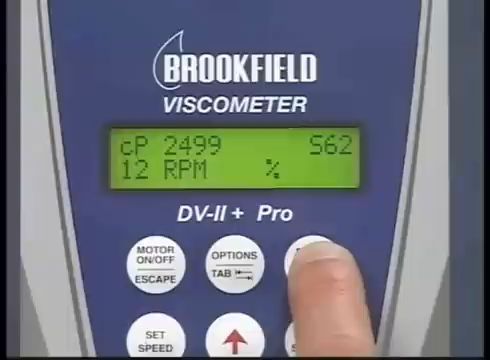 BROOKFIELD
VISCOMETER
cP 2499 S62
12 RPM %
DV-II+ Pro
MOTOR
ON/OFF
ESCAPE
OPTIONS
TAB
SET
SPEED